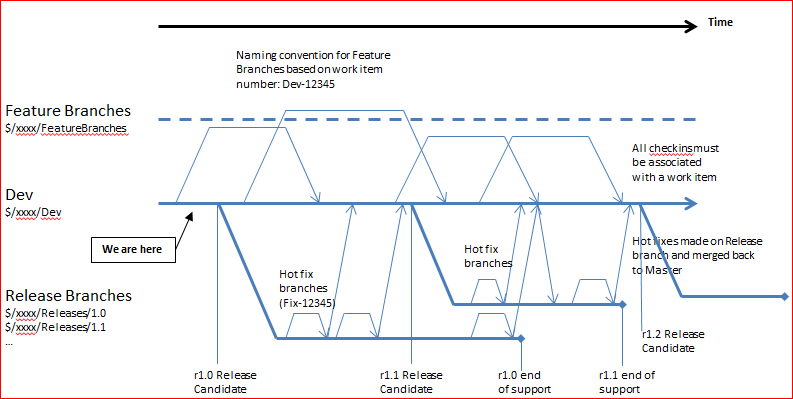 Time
Naming convention for Feature
Branches based on work item
number: Dev-12345
Feature Branches
$/xxxx/FeatureBranches
All checkins must
be associated
with a work item
Dev
$/xxxx/Dev
We are here
Hot fix
branches
(Fix-12345)
Hot fix
branches
Hot fixes made on Release
branch and merged back
to Master
Release Branches
$/xxxx/Releases/1.0
$/xxxx/Releases/1.1
...
r1.2 Release
Candidate
r1.0 Release
Candidate
r1.1 Release
Candidate
r1.0 end
of support
r1.1 end of
support